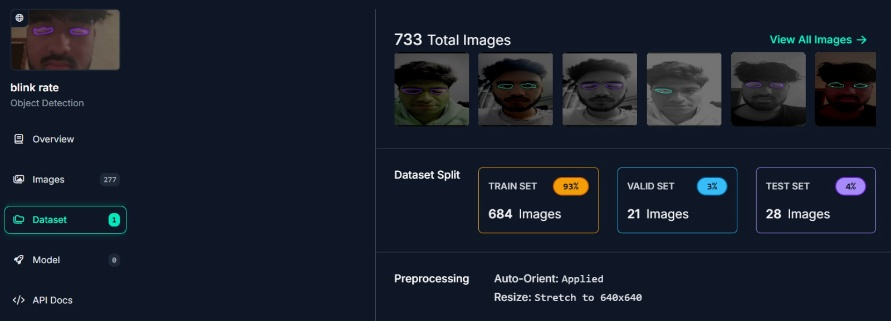 blink rate
Object Detection
Overview
Images 277
Dataset 1
Model 0
API Docs
733 Total Images
View All Images →
Dataset Split
TRAIN SET 93%
684 Images
VALID SET 3%
21 Images
TEST SET 4%
28 Images
Preprocessing
Auto-Orient: Applied
Resize: Stretch to 640x640